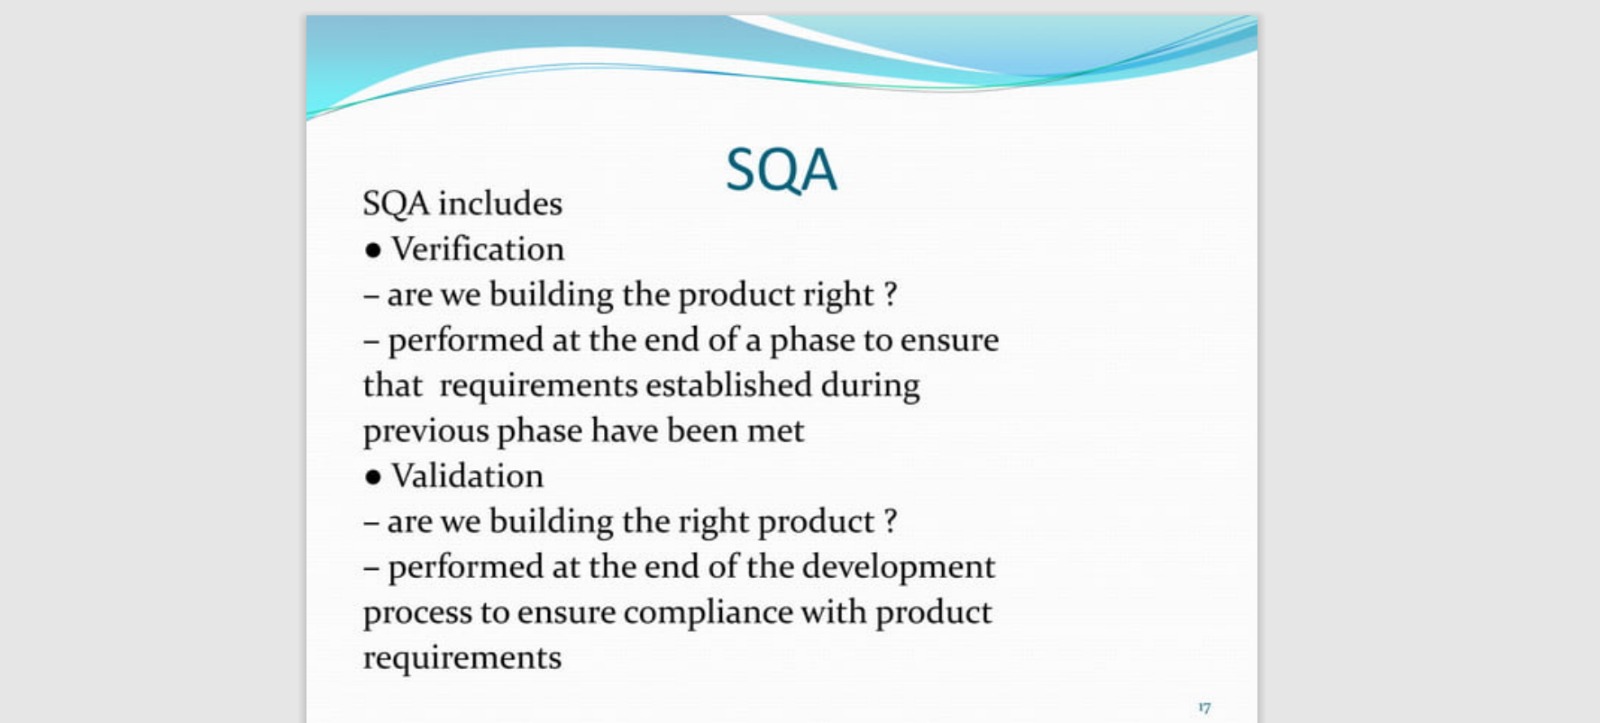 SQA
SQA includes
● Verification
– are we building the product right ?
– performed at the end of a phase to ensure
that  requirements established during
previous phase have been met
● Validation
– are we building the right product ?
– performed at the end of the development
process to ensure compliance with product
requirements
17